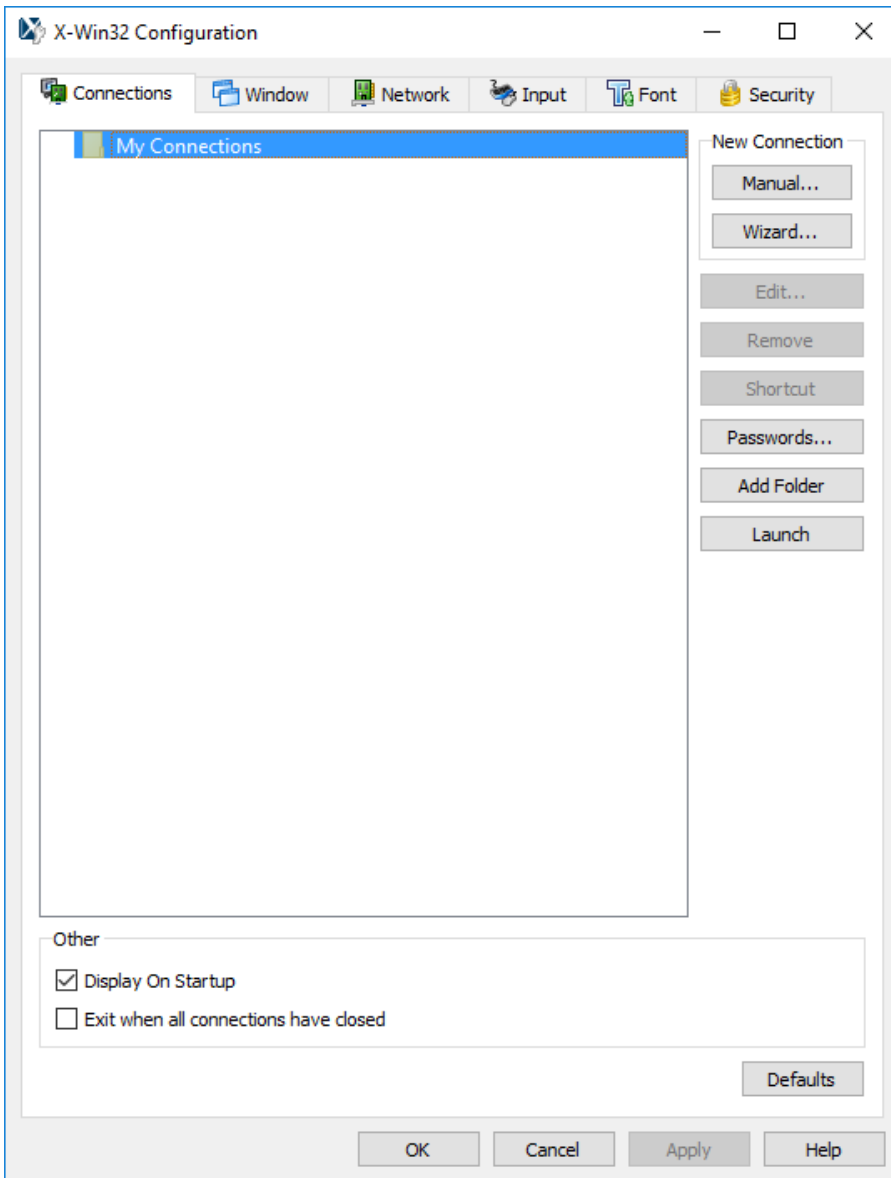 X-Win32 Configuration
Connections
Window
Network
Input
Font
Security
My Connections
New Connection
Manual...
Wizard...
Edit...
Remove
Shortcut
Passwords...
Add Folder
Launch
Other
Display On Startup
Exit when all connections have closed
Defaults
OK
Cancel
Apply
Help